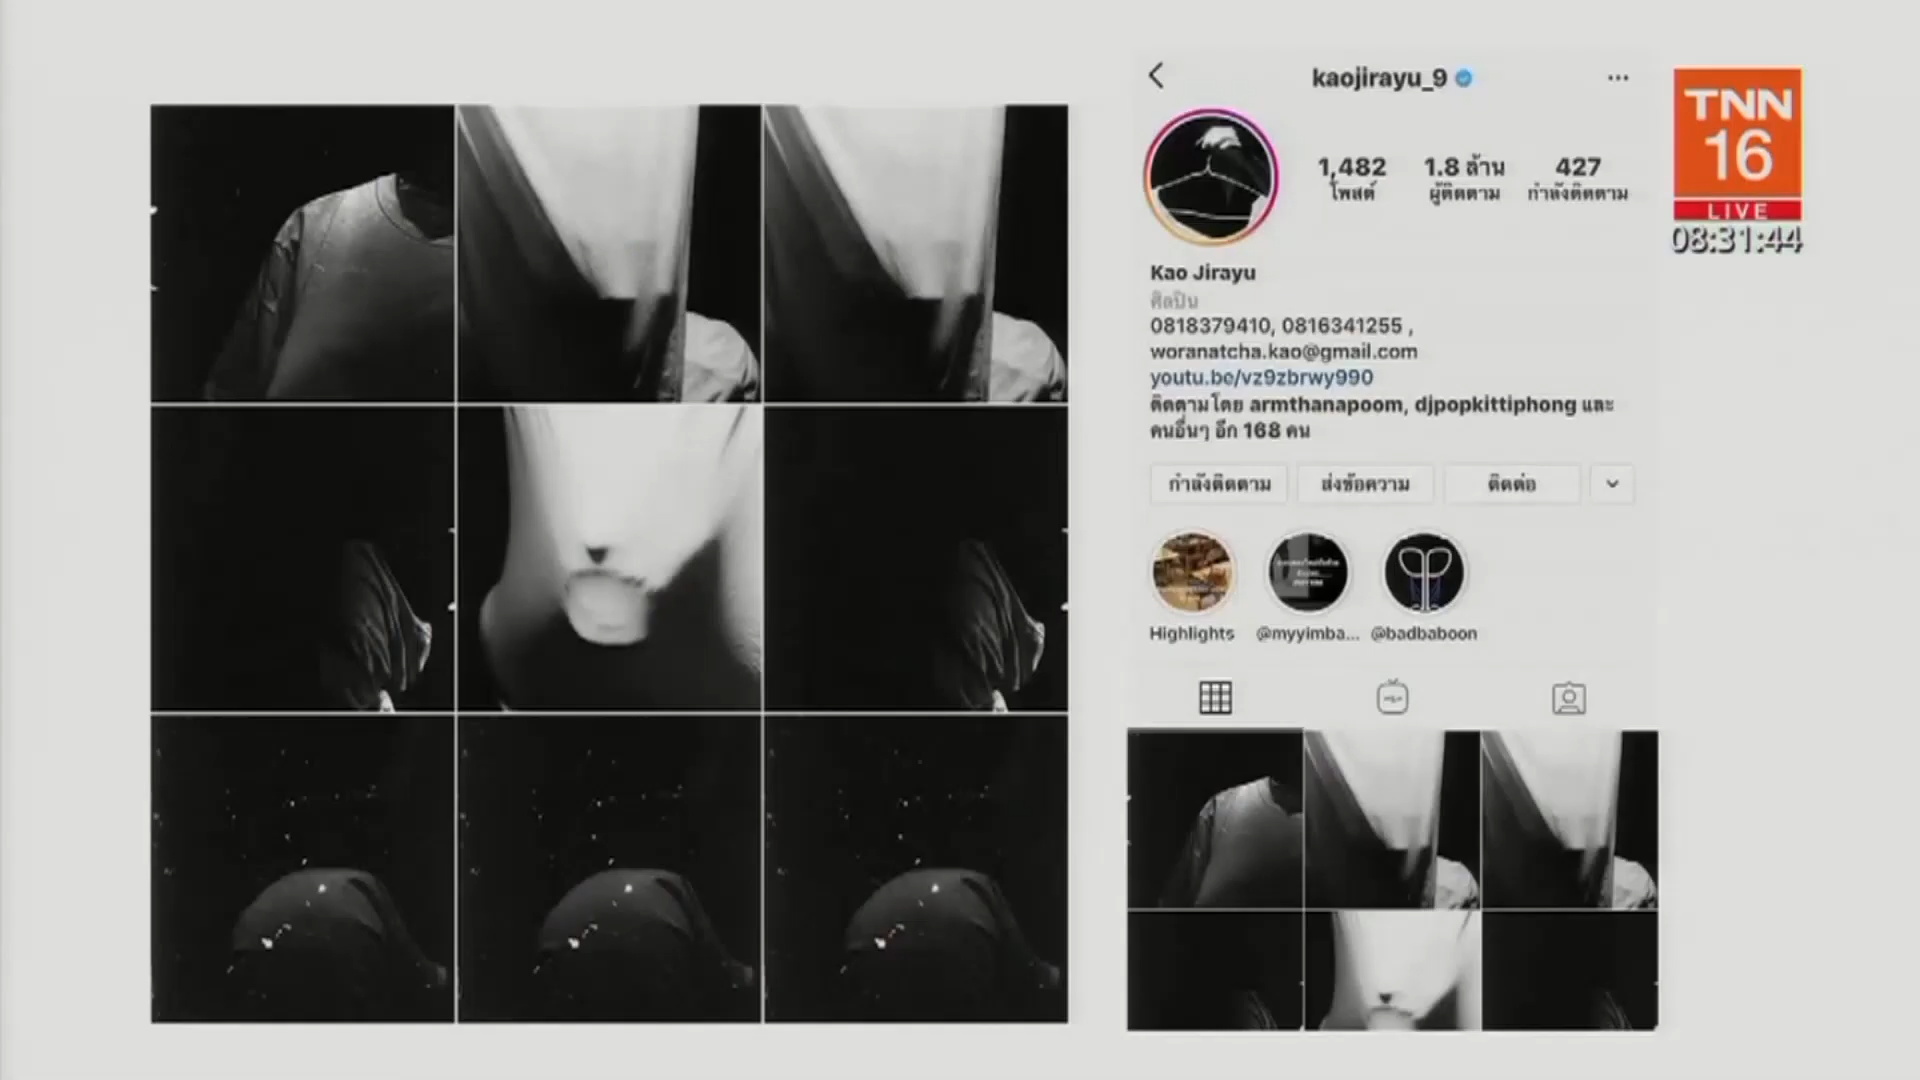 kaojirayu_9
TNN
16
LIVE
08:31:44
1,482 1.8 ล้าน 427
โพสต์ ผู้ติดตาม กำลังติดตาม
Kao Jirayu
ศิลปิน
0818379410, 0816341255 ,
woranatcha.kao@gmail.com
youtu.be/vz9zbrwy990
ติดตามโดย armthanapoom, djpopkittiphong และ
คนอื่นๆ อีก 168 คน
กำลังติดตาม ส่งข้อความ ติดต่อ
Highlights @myyimba... @badbaboon